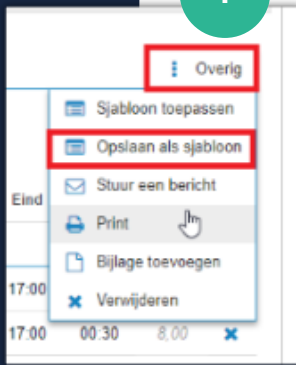 Overig
Sjabloon toepassen
Opslaan als sjabloon
Stuur een bericht
Eind
Print
Bijlage toevoegen
17:00
Verwijderen
17:00 00:30 8,00